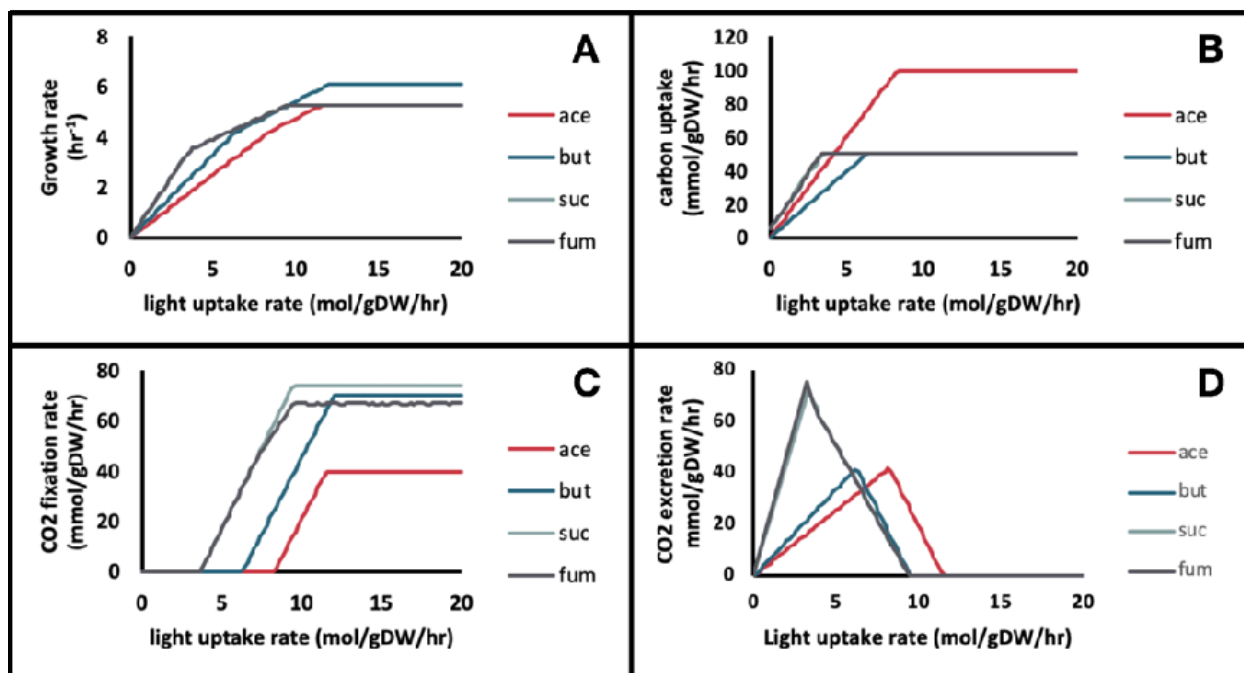 A
Growth rate
(hr-1)
8
6
4
2
0
0 5 10 15 20
light uptake rate (mol/gDW/hr)
ace
but
suc
fum
B
carbon uptake
(mmol/gDW/hr)
120
100
80
60
40
20
0
0 5 10 15 20
light uptake rate (mol/gDW/hr)
ace
but
suc
fum
C
CO2 fixation rate
(mmol/gDW/hr)
80
60
40
20
0
0 5 10 15 20
light uptake rate (mol/gDW/hr)
ace
but
suc
fum
D
CO2 excretion rate
mmol/gDW/hr)
80
60
40
20
0
0 5 10 15 20
Light uptake rate (mol/gDW/hr)
ace
but
suc
fum